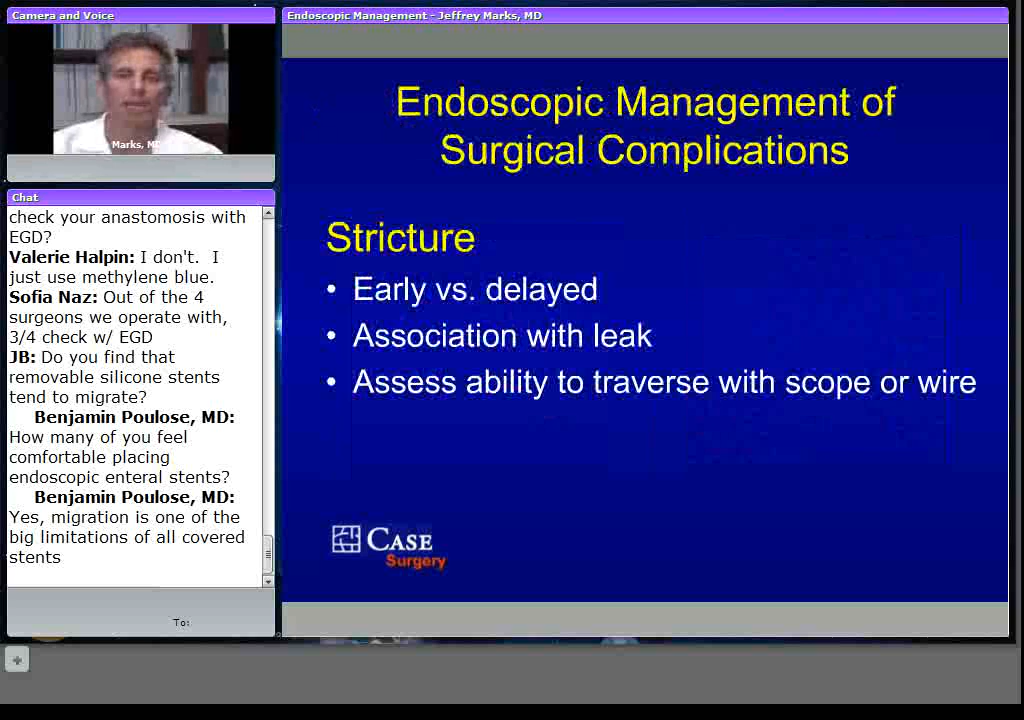 Camera and Voice
Marks, M
Chat
check your anastomosis with
EGD?
Valerie Halpin: I don't. I
just use methylene blue.
Sofia Naz: Out of the 4
surgeons we operate with,
3/4 check w/ EGD
JB: Do you find that
removable silicone stents
tend to migrate?
Benjamin Poulose, MD:
How many of you feel
comfortable placing
endoscopic enteral stents?
Benjamin Poulose, MD:
Yes, migration is one of the
big limitations of all covered
stents
To:
Endoscopic Management - Jeffrey Marks, MD
Endoscopic Management of
Surgical Complications
Stricture
• Early vs. delayed
• Association with leak
• Assess ability to traverse with scope or wire
CASE
Surgery